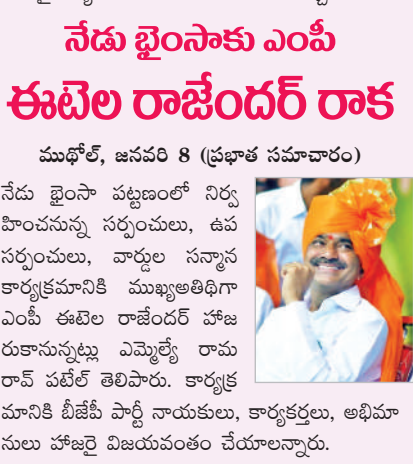 నేడు భైంసాకు ఎంపీ
ఈటెల రాజేందర్ రాక
ముథోల్, జనవరి 8 (ప్రభాత సమాచారం)
నేడు భైంసా పట్టణంలో నిర్వ
హించనున్న సర్పంచులు, ఉప
సర్పంచులు, వార్డుల సన్మాన
కార్యక్రమానికి ముఖ్యఅతిథిగా
ఎంపీ ఈటెల రాజేందర్ హాజ
రుకానున్నట్లు ఎమ్మెల్యే రామ
రావ్ పటేల్ తెలిపారు. కార్యక్ర
మానికి బీజేపీ పార్టీ నాయకులు, కార్యకర్తలు, అభిమా
నులు హాజరై విజయవంతం చేయాలన్నారు.